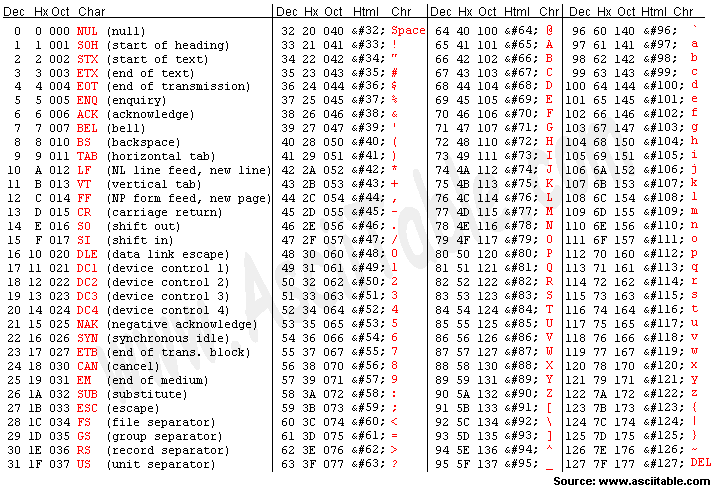 Dec Hx Oct Char Dec Hx Oct Html Chr Dec Hx Oct Html Chr Dec Hx Oct Html Chr
0 0 000 NUL (null) 32 20 040 &#32; Space 64 40 100 &#64; @ 96 60 140 &#96; `
1 1 001 SOH (start of heading) 33 21 041 &#33; ! 65 41 101 &#65; A 97 61 141 &#97; a
2 2 002 STX (start of text) 34 22 042 &#34; " 66 42 102 &#66; B 98 62 142 &#98; b
3 3 003 ETX (end of text) 35 23 043 &#35; # 67 43 103 &#67; C 99 63 143 &#99; c
4 4 004 EOT (end of transmission) 36 24 044 &#36; $ 68 44 104 &#68; D 100 64 144 &#100; d
5 5 005 ENQ (enquiry) 37 25 045 &#37; % 69 45 105 &#69; E 101 65 145 &#101; e
6 6 006 ACK (acknowledge) 38 26 046 &#38; & 70 46 106 &#70; F 102 66 146 &#102; f
7 7 007 BEL (bell) 39 27 047 &#39; ' 71 47 107 &#71; G 103 67 147 &#103; g
8 8 010 BS (backspace) 40 28 050 &#40; ( 72 48 110 &#72; H 104 68 150 &#104; h
9 9 011 TAB (horizontal tab) 41 29 051 &#41; ) 73 49 111 &#73; I 105 69 151 &#105; i
10 A 012 LF (NL line feed, new line) 42 2A 052 &#42; * 74 4A 112 &#74; J 106 6A 152 &#106; j
11 B 013 VT (vertical tab) 43 2B 053 &#43; + 75 4B 113 &#75; K 107 6B 153 &#107; k
12 C 014 FF (NP form feed, new page) 44 2C 054 &#44; , 76 4C 114 &#76; L 108 6C 154 &#108; l
13 D 015 CR (carriage return) 45 2D 055 &#45; - 77 4D 115 &#77; M 109 6D 155 &#109; m
14 E 016 SO (shift out) 46 2E 056 &#46; . 78 4E 116 &#78; N 110 6E 156 &#110; n
15 F 017 SI (shift in) 47 2F 057 &#47; / 79 4F 117 &#79; O 111 6F 157 &#111; o
16 10 020 DLE (data link escape) 48 30 060 &#48; 0 80 50 120 &#80; P 112 70 160 &#112; p
17 11 021 DC1 (device control 1) 49 31 061 &#49; 1 81 51 121 &#81; Q 113 71 161 &#113; q
18 12 022 DC2 (device control 2) 50 32 062 &#50; 2 82 52 122 &#82; R 114 72 162 &#114; r
19 13 023 DC3 (device control 3) 51 33 063 &#51; 3 83 53 123 &#83; S 115 73 163 &#115; s
20 14 024 DC4 (device control 4) 52 34 064 &#52; 4 84 54 124 &#84; T 116 74 164 &#116; t
21 15 025 NAK (negative acknowledge) 53 35 065 &#53; 5 85 55 125 &#85; U 117 75 165 &#117; u
22 16 026 SYN (synchronous idle) 54 36 066 &#54; 6 86 56 126 &#86; V 118 76 166 &#118; v
23 17 027 ETB (end of trans. block) 55 37 067 &#55; 7 87 57 127 &#87; W 119 77 167 &#119; w
24 18 030 CAN (cancel) 56 38 070 &#56; 8 88 58 130 &#88; X 120 78 170 &#120; x
25 19 031 EM (end of medium) 57 39 071 &#57; 9 89 59 131 &#89; Y 121 79 171 &#121; y
26 1A 032 SUB (substitute) 58 3A 072 &#58; : 90 5A 132 &#90; Z 122 7A 172 &#122; z
27 1B 033 ESC (escape) 59 3B 073 &#59; ; 91 5B 133 &#91; [ 123 7B 173 &#123; {
28 1C 034 FS (file separator) 60 3C 074 &#60; < 92 5C 134 &#92; \ 124 7C 174 &#124; |
29 1D 035 GS (group separator) 61 3D 075 &#61; = 93 5D 135 &#93; ] 125 7D 175 &#125; }
30 1E 036 RS (record separator) 62 3E 076 &#62; > 94 5E 136 &#94; ^ 126 7E 176 &#126; ~
31 1F 037 US (unit separator) 63 3F 077 &#63; ? 95 5F 137 &#95; _ 127 7F 177 &#127; DEL
Source: www.asciitable.com
www.AsciiTable.com